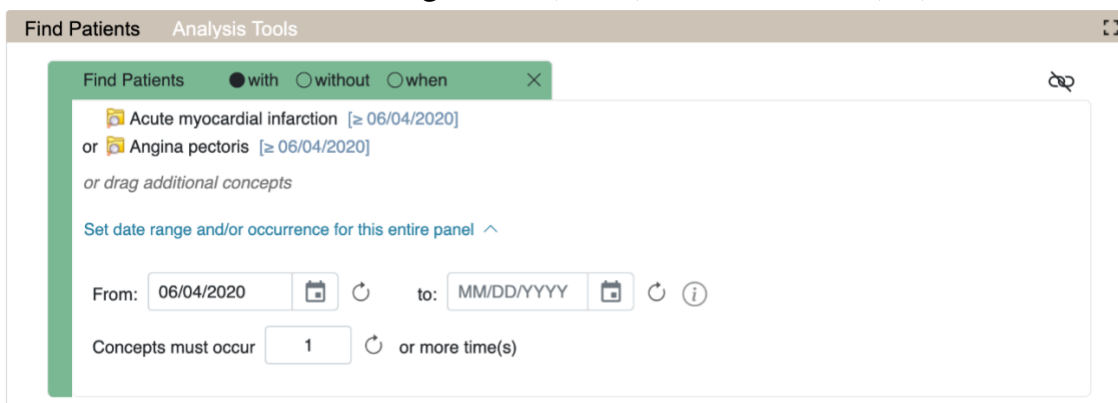 Find Patients Analysis Tools
Find Patients with without when
Acute myocardial infarction [≥ 06/04/2020]
or Angina pectoris [≥ 06/04/2020]
or drag additional concepts
Set date range and/or occurrence for this entire panel
From: 06/04/2020 to: MM/DD/YYYY
Concepts must occur 1 or more time(s)